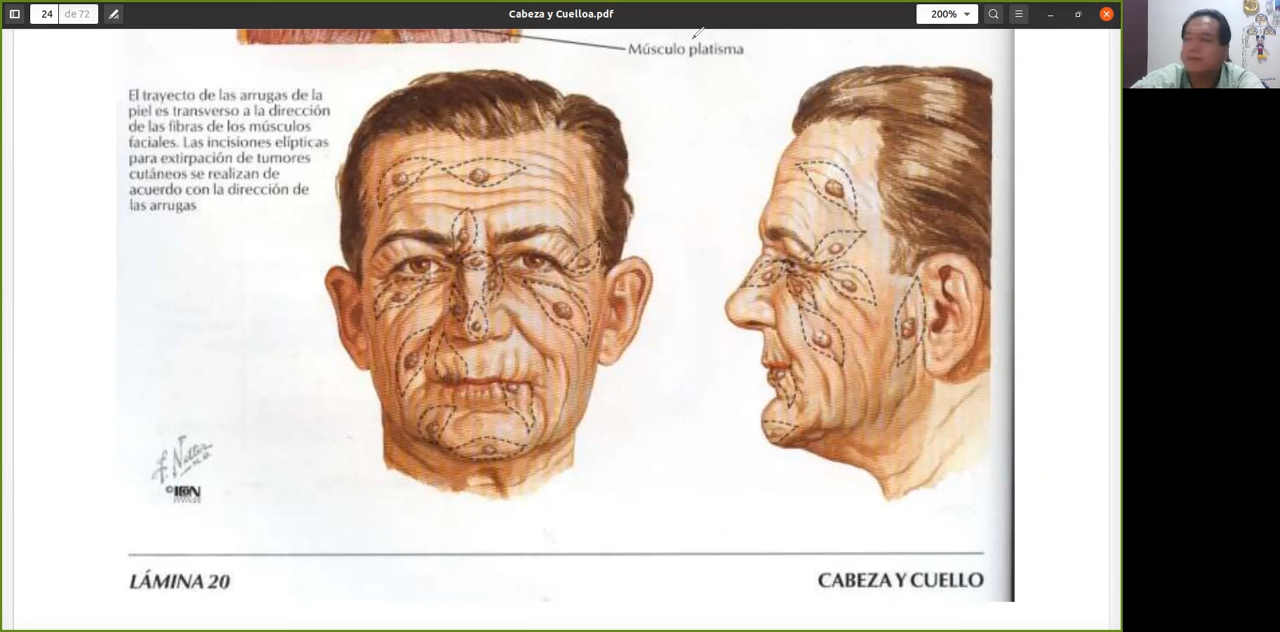 24 de 72
Cabeza y Cuelloa.pdf
200%
Músculo platisma
El trayecto de las arrugas de la
piel es transverso a la dirección
de las fibras de los músculos
faciales. Las incisiones elípticas
para extirpación de tumores
cutáneos se realizan de
acuerdo con la dirección de
las arrugas
F. Netter
M.D.
©ICON
LÁMINA 20
CABEZA Y CUELLO